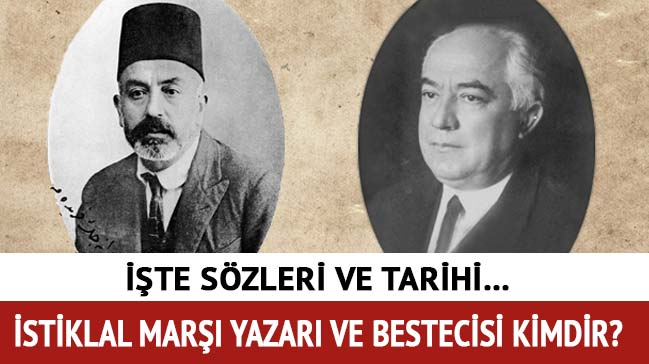 İŞTE SÖZLERİ VE TARİHİ...
İSTİKLAL MARŞI YAZARI VE BESTECİSİ KİMDİR?